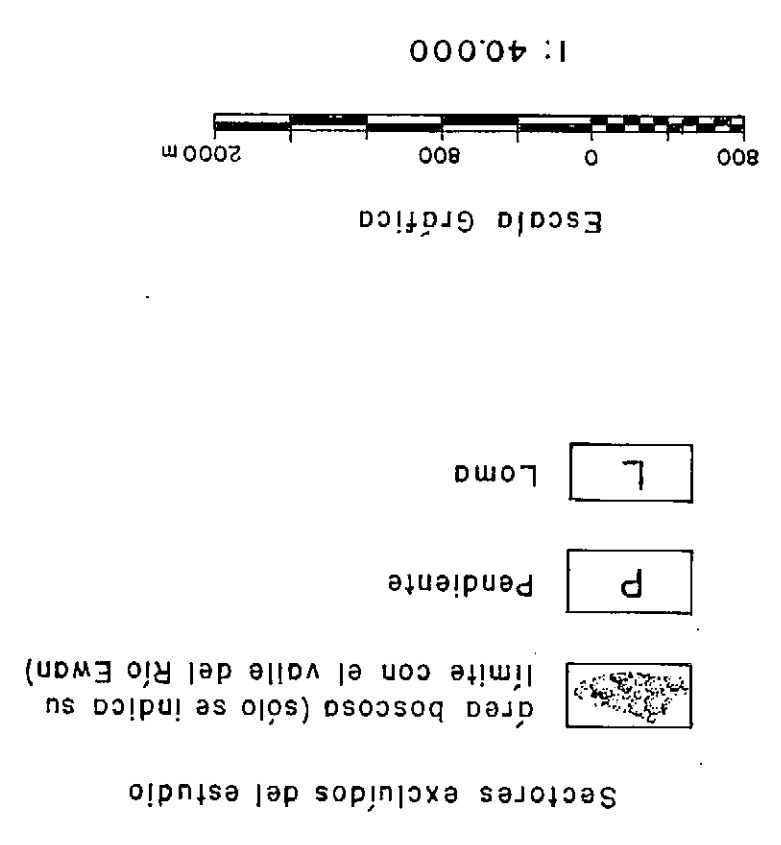 Sectores excluídos del estudio
área boscosa (sólo se indica su
límite con el valle del Río Ewan)
P Pendiente
L Loma
Escala Gráfica
800 0 800 2000 m
1: 40.000